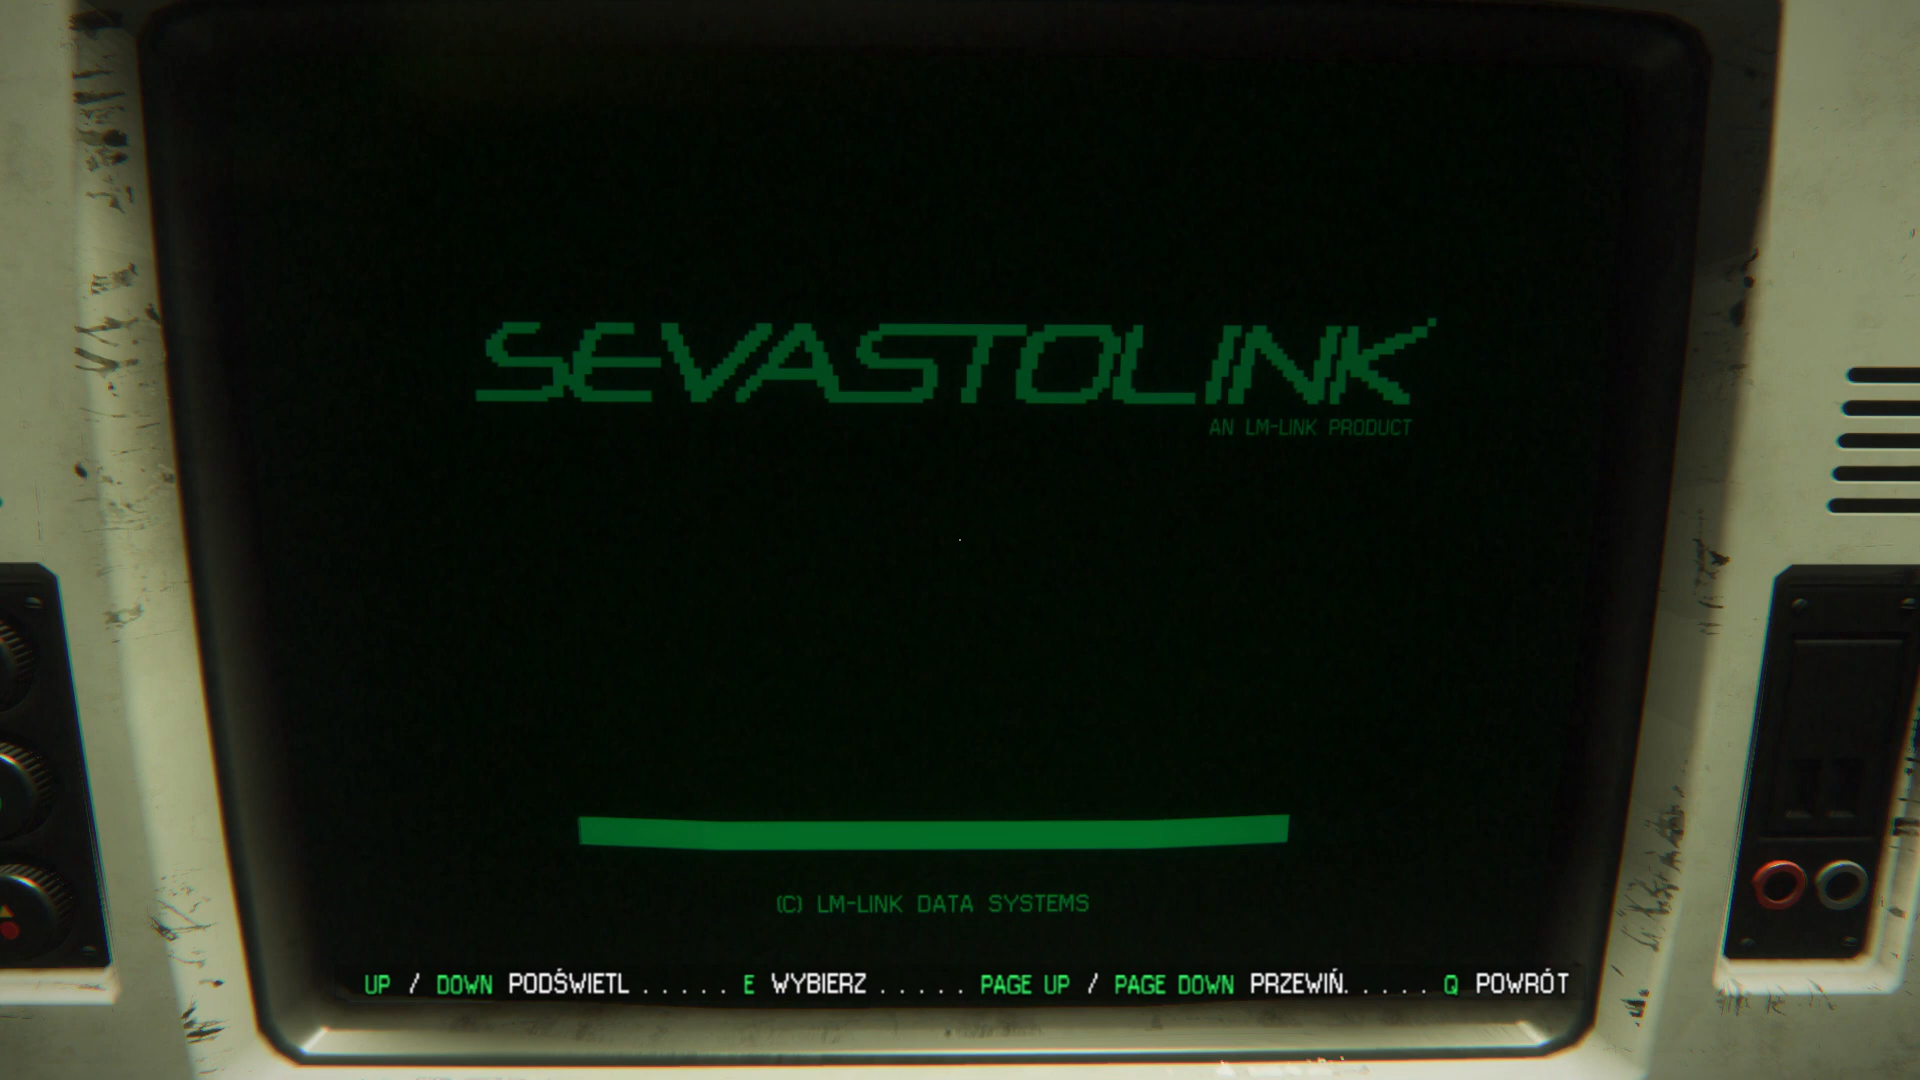 SEVASTOLINK
AN LM-LINK PRODUCT
(C) LM-LINK DATA SYSTEMS
UP / DOWN PODŚWIETL ..... E WYBIERZ ..... PAGE UP / PAGE DOWN PRZEWIŃ..... Q POWRÓT